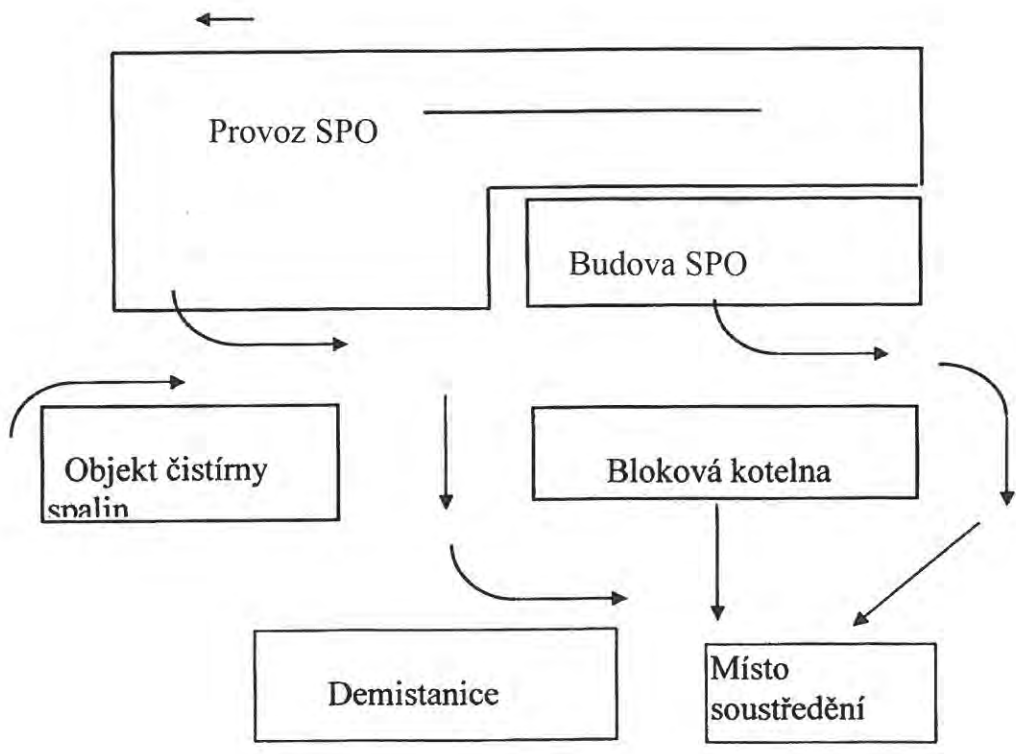 Provoz SPO
Budova SPO
Objekt čistírny
spalin
Bloková kotelna
Demistanice
Místo
soustředění